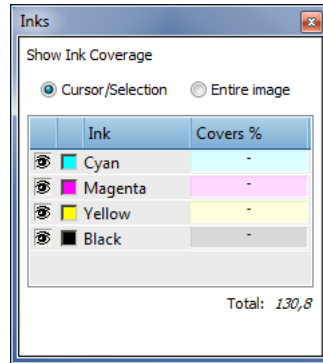 Inks
Show Ink Coverage
Cursor/Selection Entire image
Ink Covers %
Cyan -
Magenta -
Yellow -
Black -
Total: 130,8